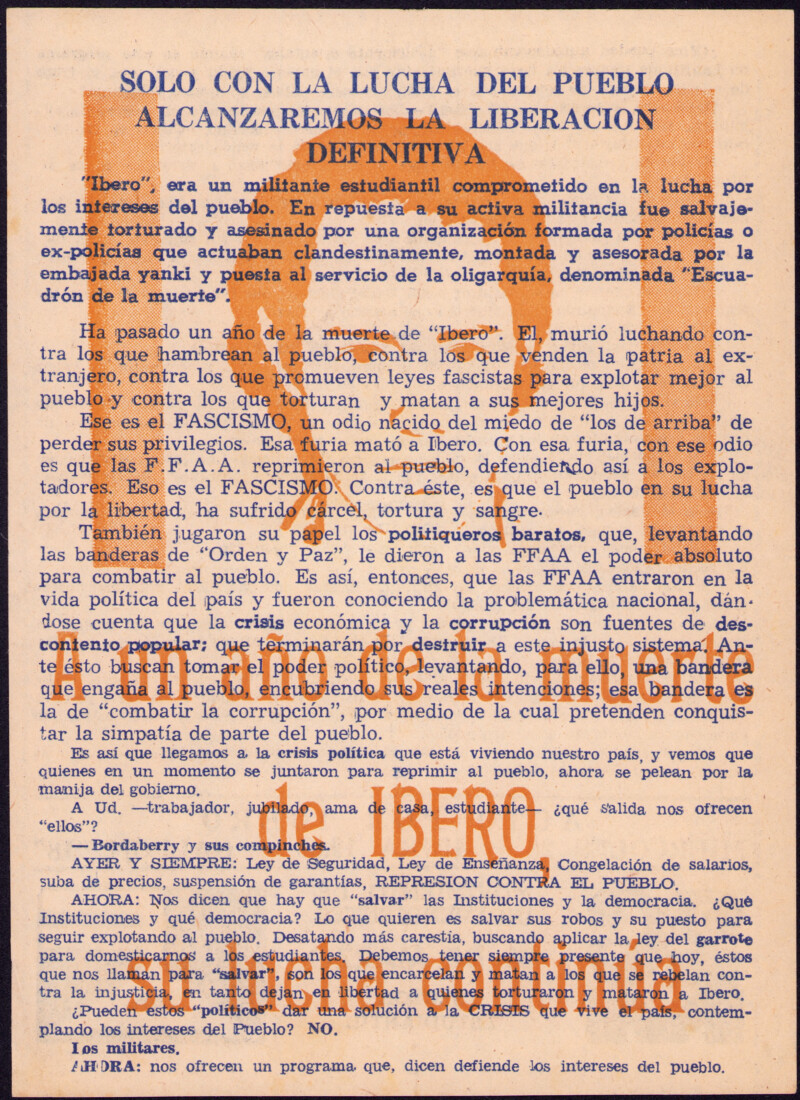 SOLO CON LA LUCHA DEL PUEBLO
ALCANZAREMOS LA LIBERACION
DEFINITIVA
"Ibero", era un militante estudiantil comprometido en la lucha por
los intereses del pueblo. En repuesta a su activa militancia fue salvaje-
mente torturado y asesinado por una organización formada por policías o
ex-policías que actuaban clandestinamente, montada y asesorada por la
embajada yanki y puesta al servicio de la oligarquía, denominada "Escua-
drón de la muerte".
Ha pasado un año de la muerte de "Ibero". El, murió luchando con-
tra los que hambrean al pueblo, contra los que venden la patria al ex-
tranjero, contra los que promueven leyes fascistas para explotar mejor al
pueblo y contra los que torturan y matan a sus mejores hijos.
Ese es el FASCISMO, un odio nacido del miedo de "los de arriba" de
perder sus privilegios. Esa furia mató a Ibero. Con esa furia, con ese odio
es que las F.F.A.A. reprimieron al pueblo, defendiendo así a los explo-
tadores. Eso es el FASCISMO. Contra éste, es que el pueblo en su lucha
por la libertad, ha sufrido cárcel, tortura y sangre.
También jugaron su papel los politiqueros baratos, que, levantando
las banderas de "Orden y Paz", le dieron a las FFAA el poder absoluto
para combatir al pueblo. Es así, entonces, que las FFAA entraron en la
vida política del país y fueron conociendo la problemática nacional, dán-
dose cuenta que la crisis económica y la corrupción son fuentes de des-
contento popular; que terminarán por destruir a este injusto sistema. An-
te ésto buscan tomar el poder político, levantando, para ello, una bandera
que engaña al pueblo, encubriendo sus reales intenciones; esa bandera es
la de "combatir la corrupción", por medio de la cual pretenden conquis-
tar la simpatía de parte del pueblo.
A un año de la muerte
Es así que llegamos a la crisis política que está viviendo nuestro país, y vemos que
quienes en un momento se juntaron para reprimir al pueblo, ahora se pelean por la
manija del gobierno.
A Ud. —trabajador, jubilado, ama de casa, estudiante— ¿qué salida nos ofrecen
"ellos"?
de IBERO,
— Bordaberry y sus compinches.
AYER Y SIEMPRE: Ley de Seguridad, Ley de Enseñanza, Congelación de salarios,
suba de precios, suspensión de garantías, REPRESION CONTRA EL PUEBLO.
AHORA: Nos dicen que hay que "salvar" las Instituciones y la democracia. ¿Qué
Instituciones y qué democracia? Lo que quieren es salvar sus robos y su puesto para
seguir explotando al pueblo. Desatando más carestía, buscando aplicar la ley del garrote
para domesticarnos a los estudiantes. Debemos tener siempre presente que hoy, éstos
que nos llaman para "salvar", son los que encarcelan y matan a los que se rebelan con-
tra la injusticia, en tanto dejan en libertad a quienes torturaron y mataron a Ibero.
su lucha continúa
¿Pueden estos "políticos" dar una solución a la CRISIS que vive el país, contem-
plando los intereses del Pueblo? NO.
Los militares.
AHORA: nos ofrecen un programa que, dicen defiende los intereses del pueblo.